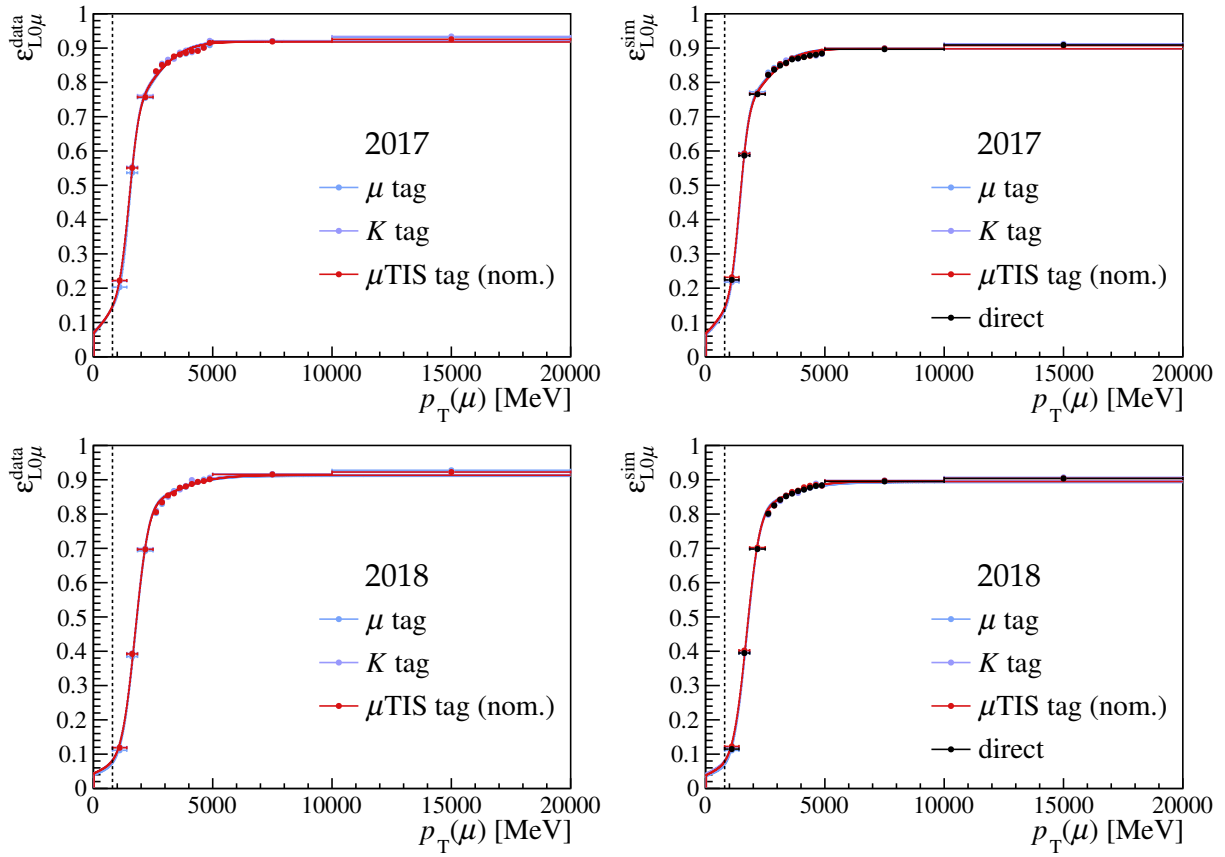 1
0.9
0.8
0.7
0.6
0.5
0.4
0.3
0.2
0.1
0
ε^data_L0μ
2017
μ tag
K tag
μTIS tag (nom.)
0 5000 10000 15000 20000
p_T(μ) [MeV]
1
0.9
0.8
0.7
0.6
0.5
0.4
0.3
0.2
0.1
0
ε^sim_L0μ
2017
μ tag
K tag
μTIS tag (nom.)
direct
0 5000 10000 15000 20000
p_T(μ) [MeV]
1
0.9
0.8
0.7
0.6
0.5
0.4
0.3
0.2
0.1
0
ε^data_L0μ
2018
μ tag
K tag
μTIS tag (nom.)
0 5000 10000 15000 20000
p_T(μ) [MeV]
1
0.9
0.8
0.7
0.6
0.5
0.4
0.3
0.2
0.1
0
ε^sim_L0μ
2018
μ tag
K tag
μTIS tag (nom.)
direct
0 5000 10000 15000 20000
p_T(μ) [MeV]